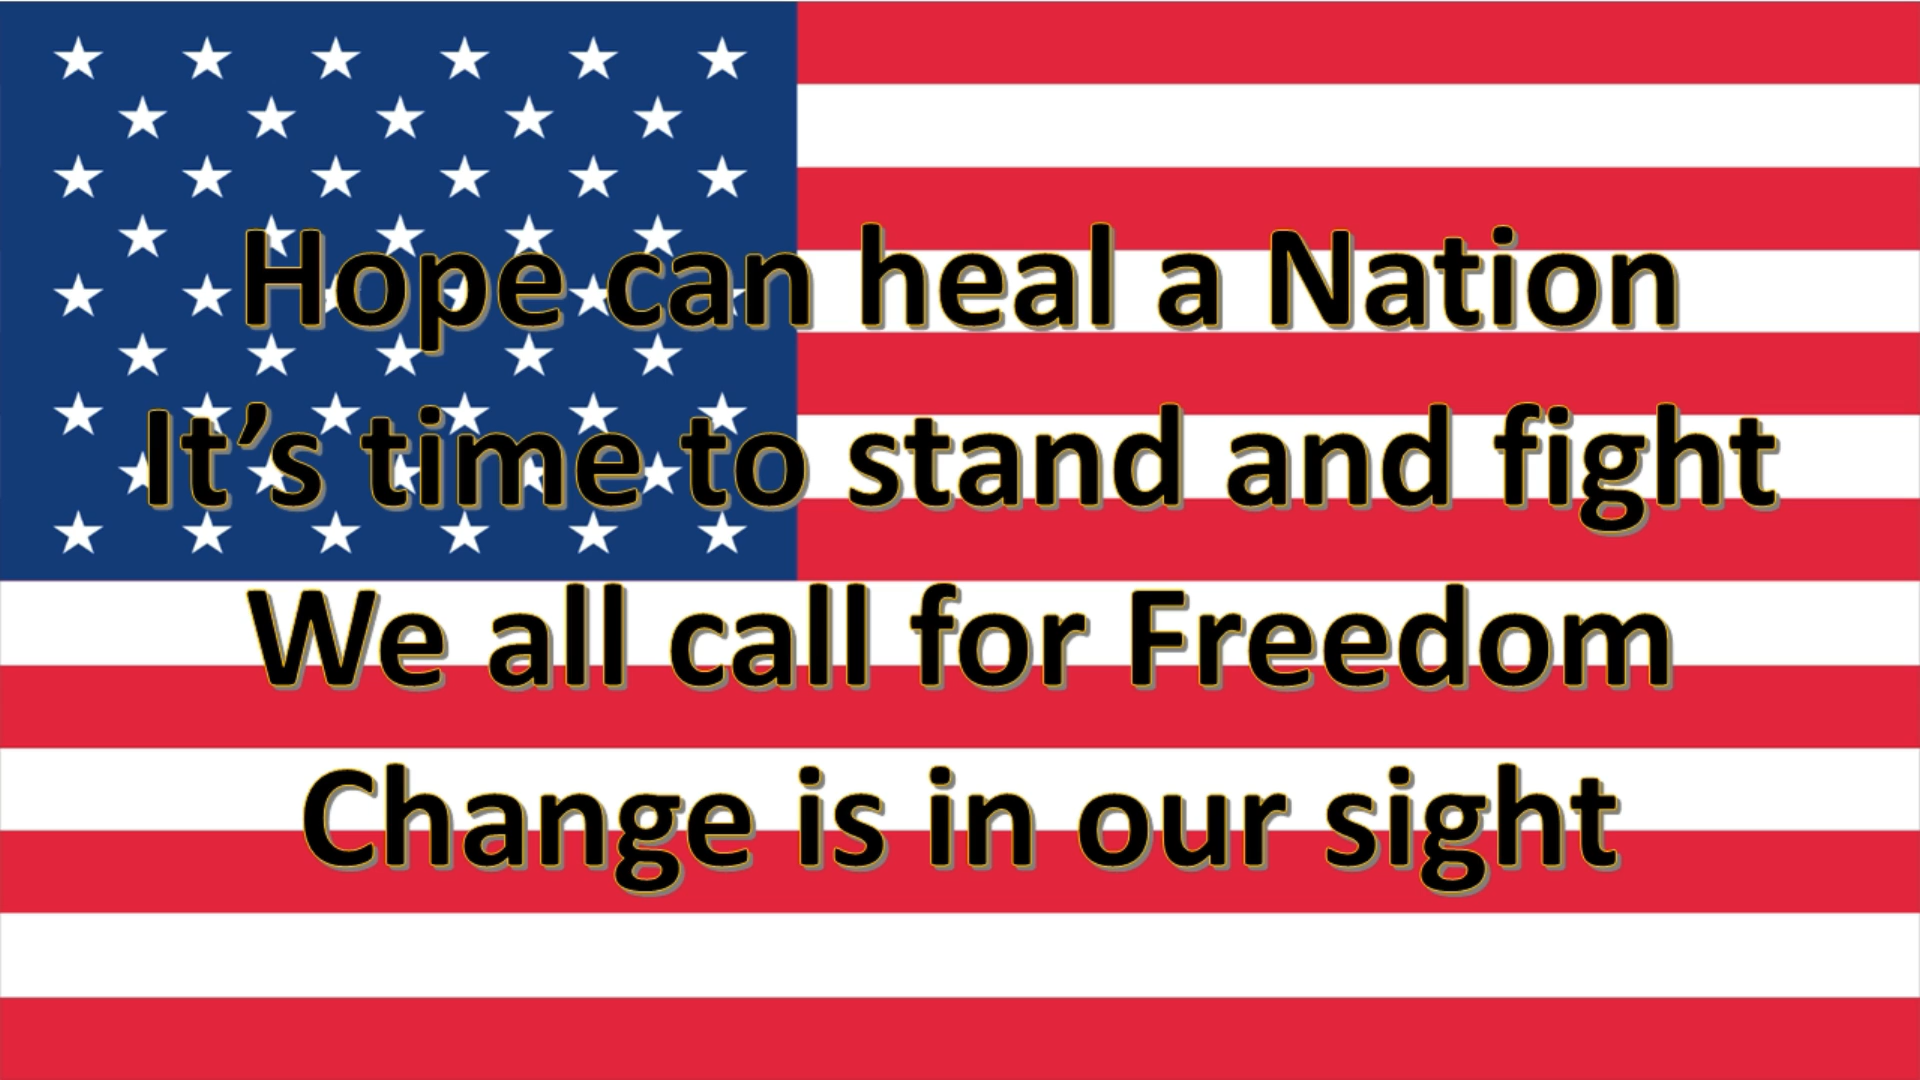 Hope can heal a Nation
It’s time to stand and fight
We all call for Freedom
Change is in our sight